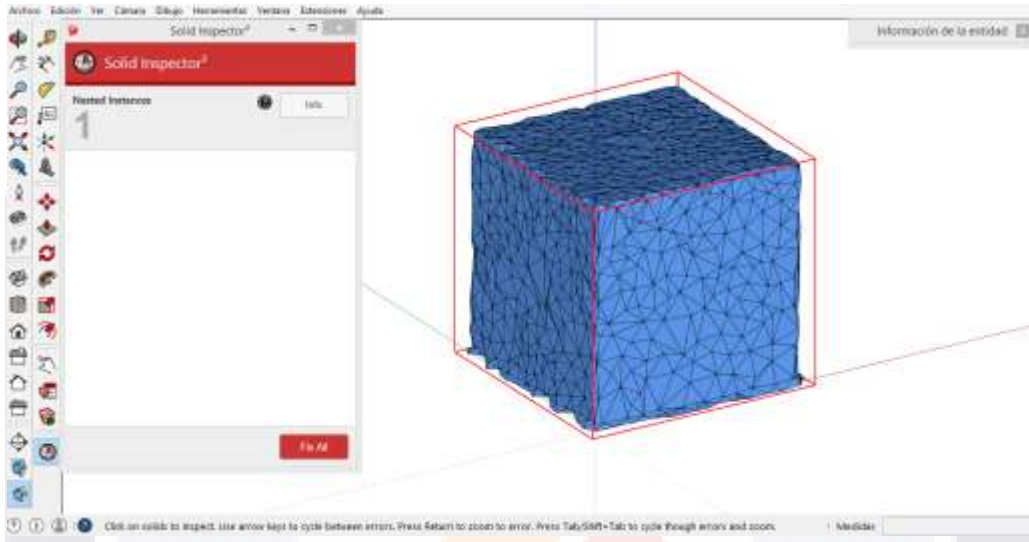 Archivo Edición Ver Cámara Dibujo Herramientas Ventana Extensiones Ayuda
Solid Inspector²
Información de la entidad
Solid Inspector²
Nested Instances
Info
1
Fix All
Click on solids to inspect. Use arrow keys to cycle between errors. Press Return to zoom to error. Press Tab/Shift+Tab to cycle though errors and zoom.
Medidas